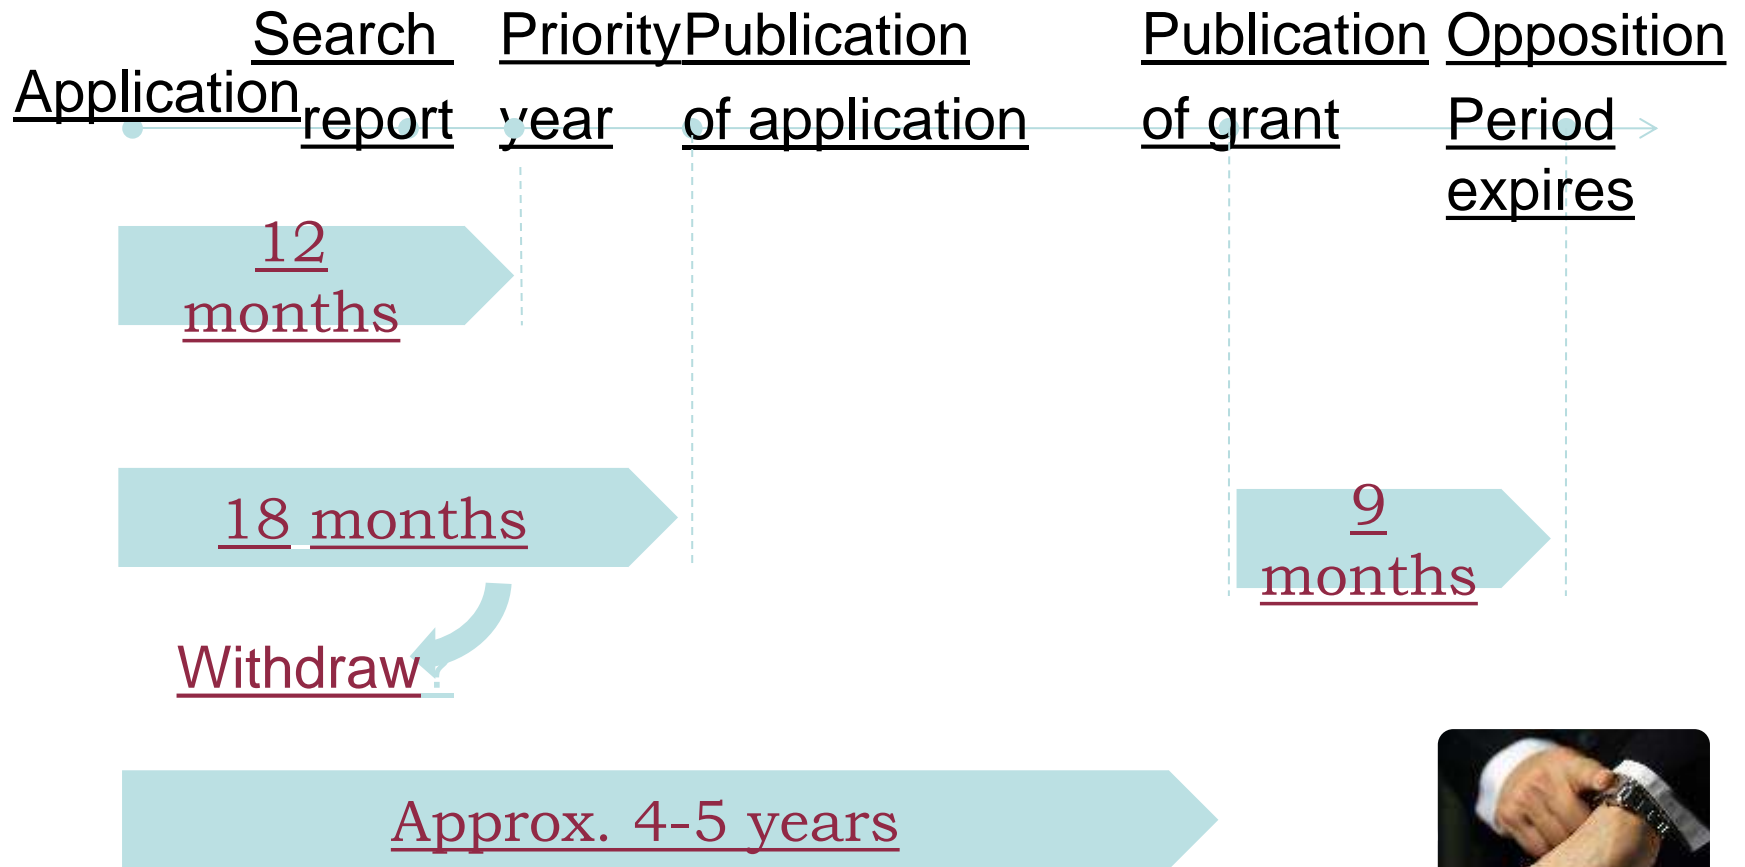 Application
Search
report
Priority
year
Publication
of application
Publication
of grant
Opposition
Period
expires
12
months
18 months
9
months
Withdraw?
Approx. 4-5 years